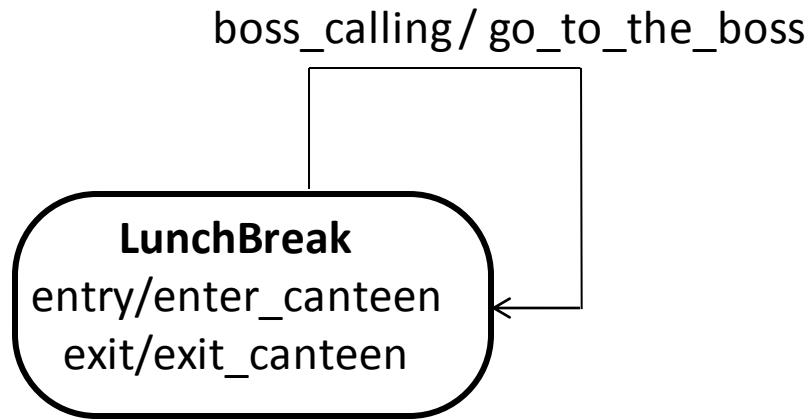 boss_calling / go_to_the_boss
LunchBreak
entry/enter_canteen
exit/exit_canteen